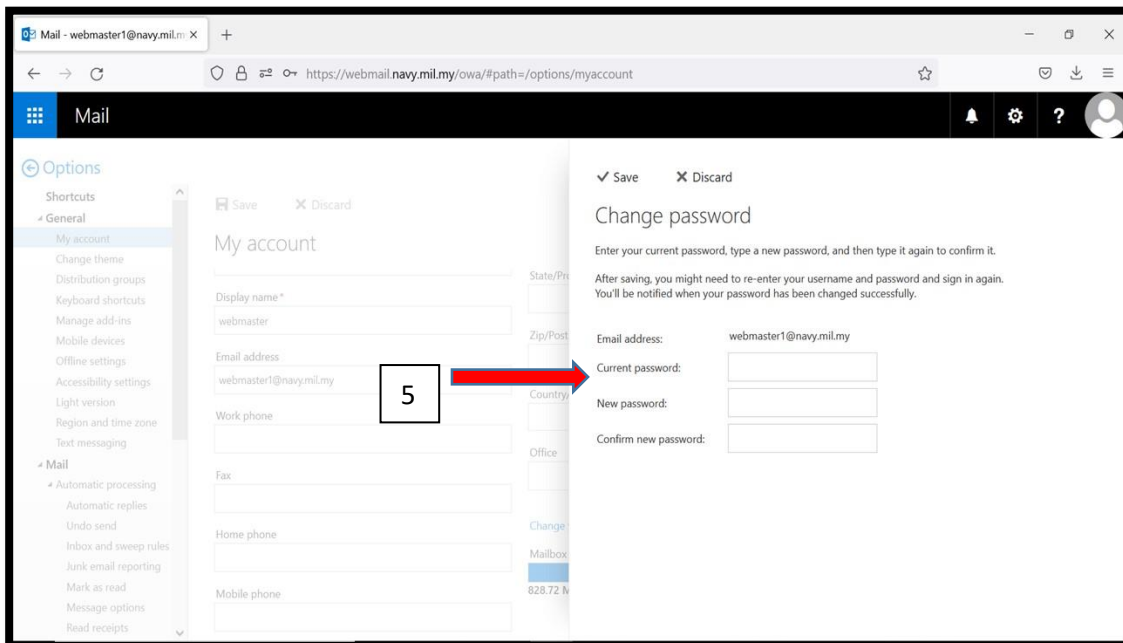 Mail - webmaster1@navy.mil.m
https://webmail.navy.mil.my/owa/#path=/options/myaccount
Mail
?
Options
Shortcuts
General
My account
Change theme
Distribution groups
Keyboard shortcuts
Manage add-ins
Mobile devices
Offline settings
Accessibility settings
Light version
Region and time zone
Text messaging
Mail
Automatic processing
Automatic replies
Undo send
Inbox and sweep rules
Junk email reporting
Mark as read
Message options
Read receipts
Save Discard
My account
Display name*
webmaster
Email address
webmaster1@navy.mil.my
Work phone
Fax
Home phone
Mobile phone
State/Pro
Zip/Post
Country/
Office
Change
Mailbox
828.72 M
5
Save Discard
Change password
Enter your current password, type a new password, and then type it again to confirm it.
After saving, you might need to re-enter your username and password and sign in again.
You'll be notified when your password has been changed successfully.
Email address: webmaster1@navy.mil.my
Current password:
New password:
Confirm new password: